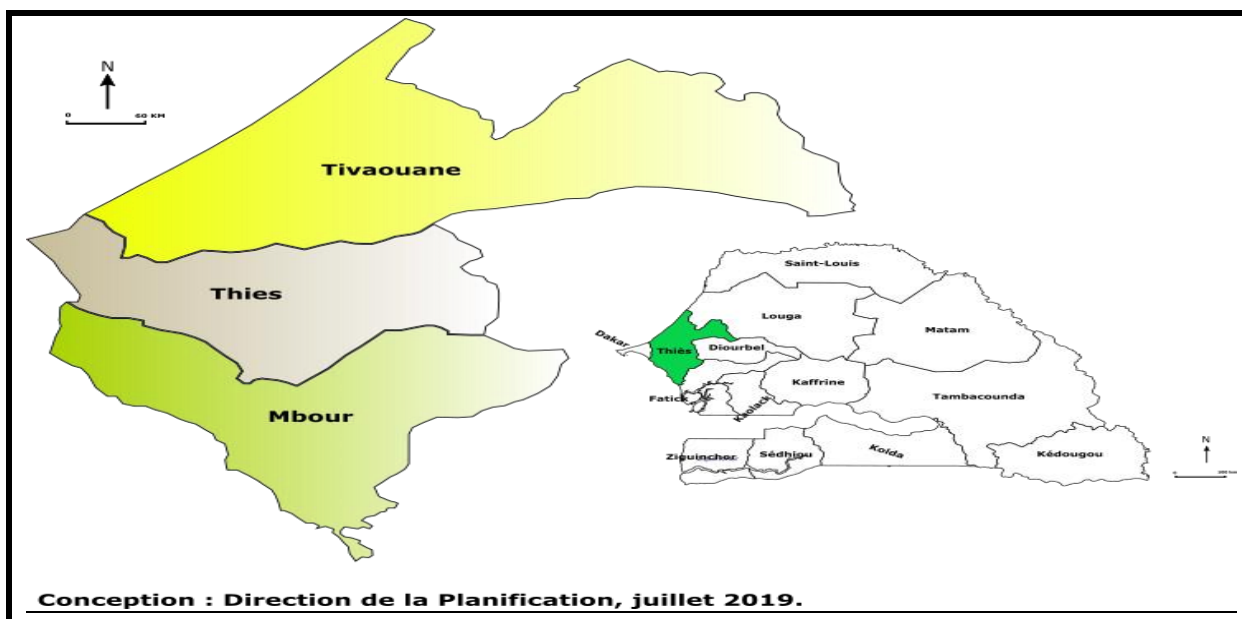 N
0 60 KM
Tivaouane
Thies
Mbour
Saint-Louis
Louga
Matam
Dakar
Thiès
Diourbel
Kaffrine
Fatick
Kaolack
Tambacounda
Ziguinchor
Sédhiou
Kolda
Kédougou
N
Conception : Direction de la Planification, juillet 2019.